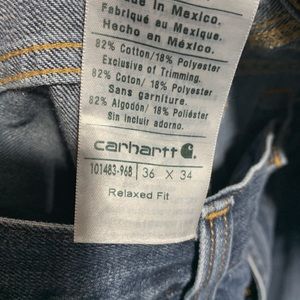 Made in Mexico.
Fabriqué au Mexique.
Hecho en México.
82% Cotton/18% Polyester
Exclusive of Trimming.
82% Coton/ 18% Polyester
Sans garniture.
82% Algodón/ 18% Poliéster
Sin incluir adorno.
carhartt
101483-968 36 X 34
Relaxed Fit